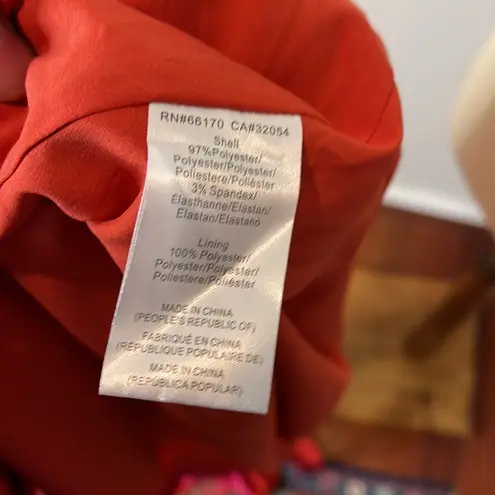 RN#66170 CA#32054
Shell
97%Polyester/
Polyester/Polyester/
Poliestere/Poliéster
3% Spandex/
Élasthanne/Elastan/
Elastan/Elastano
Lining
100% Polyester/
Polyester/Polyester/
Poliestere/Poliéster
MADE IN CHINA
(PEOPLE'S REPUBLIC OF)
FABRIQUÉ EN CHINA
(RÉPUBLIQUE POPULAIRE DE)
MADE IN CHINA
(REPÚBLICA POPULAR)